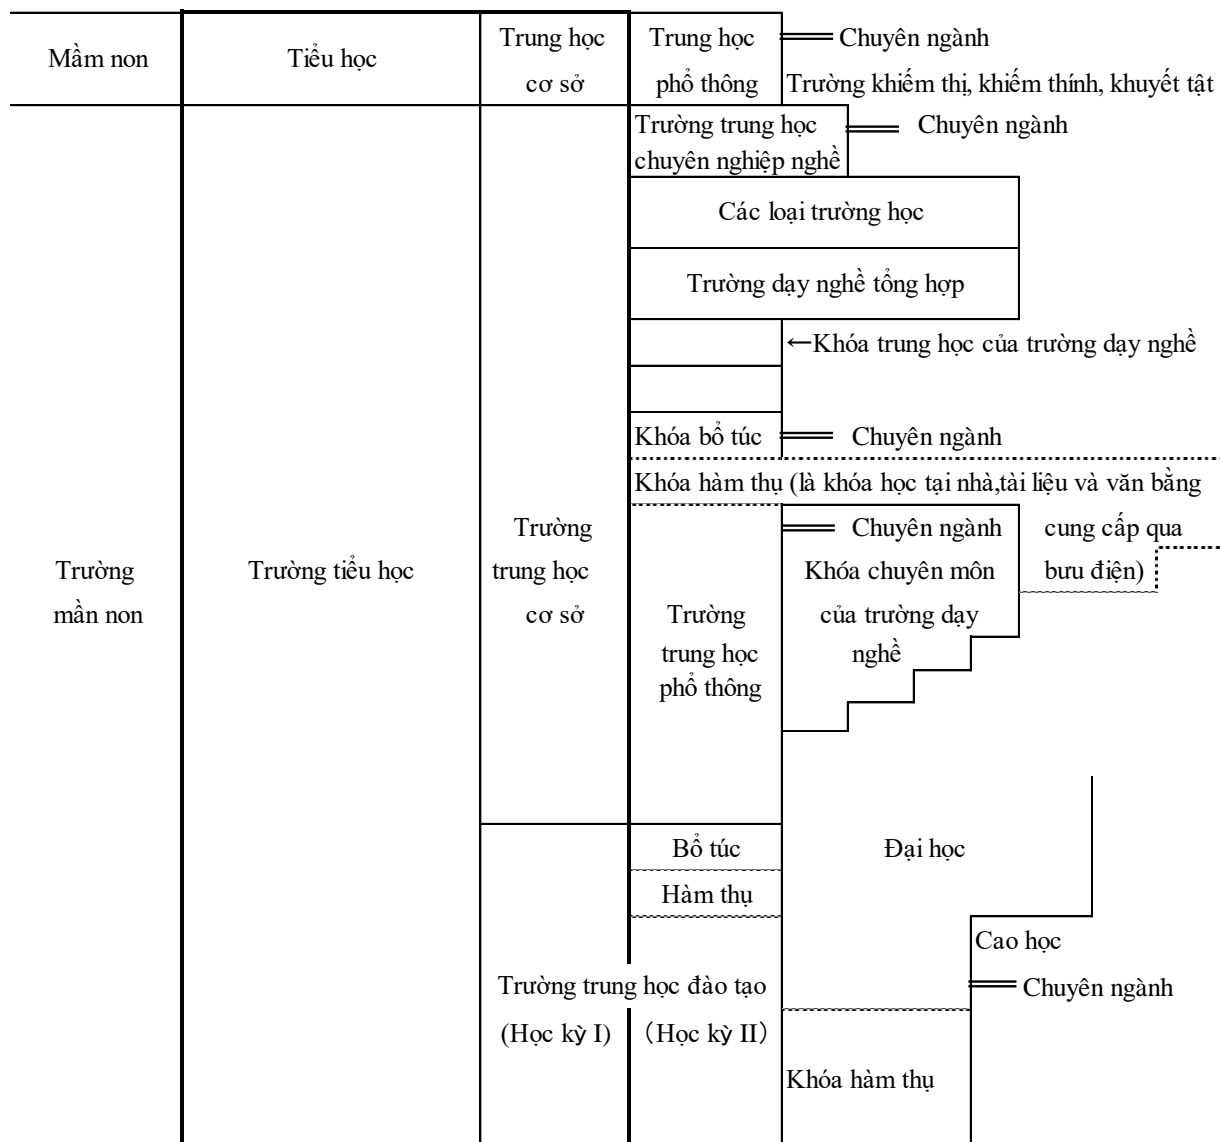 Mầm non
Tiểu học
Trung học
cơ sở
Trung học
phổ thông
Chuyên ngành
Trường khiếm thị, khiếm thính, khuyết tật
Trường trung học
chuyên nghiệp nghề
Chuyên ngành
Các loại trường học
Trường dạy nghề tổng hợp
←Khóa trung học của trường dạy nghề
Khóa bổ túc
Chuyên ngành
Khóa hàm thụ (là khóa học tại nhà,tài liệu và văn bằng
cung cấp qua
bưu điện)
Chuyên ngành
Khóa chuyên môn
của trường dạy
nghề
Trường
mần non
Trường tiểu học
Trường
trung học
cơ sở
Trường
trung học
phổ thông
Bổ túc
Hàm thụ
Đại học
Cao học
Chuyên ngành
Trường trung học đào tạo
(Học kỳ I)
（Học kỳ II）
Khóa hàm thụ